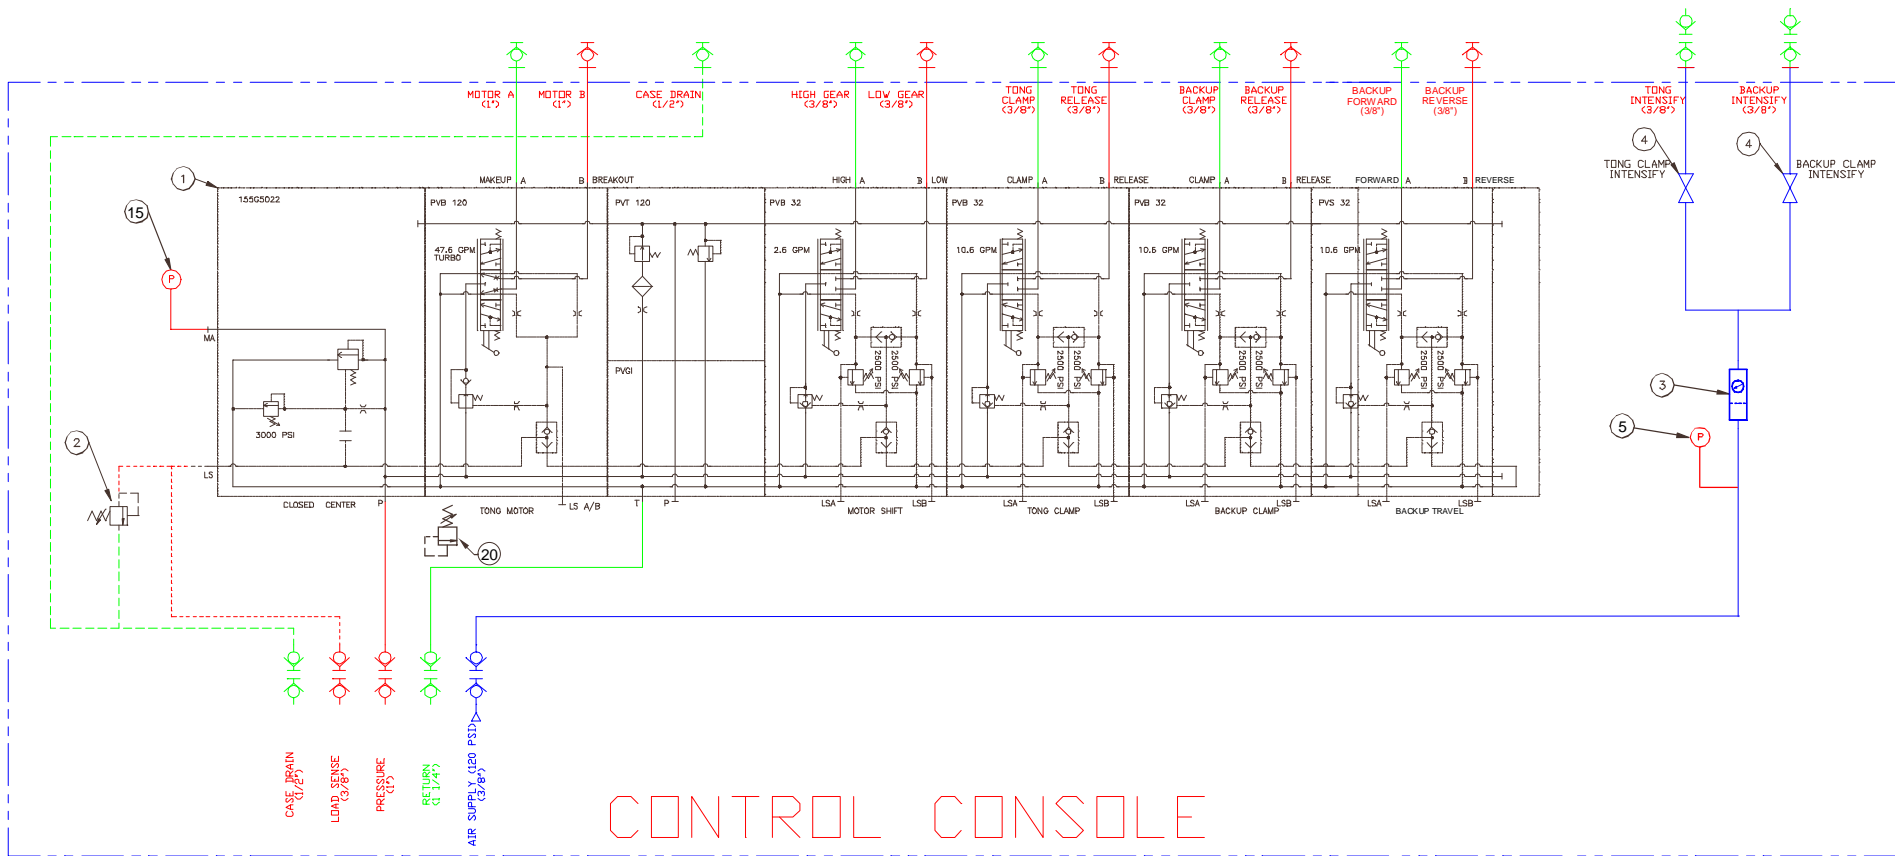 MOTOR A
(1")
MOTOR B
(1")
CASE DRAIN
(1/2")
HIGH GEAR
(3/8")
LOW GEAR
(3/8")
TONG
CLAMP
(3/8")
TONG
RELEASE
(3/8")
BACKUP
CLAMP
(3/8")
BACKUP
RELEASE
(3/8")
BACKUP
FORWARD
(3/8")
BACKUP
REVERSE
(3/8")
TONG
INTENSIFY
(3/8")
BACKUP
INTENSIFY
(3/8")
4
4
TONG CLAMP
INTENSIFY
BACKUP CLAMP
INTENSIFY
1
MAKEUP A
B BREAKOUT
HIGH A
B LOW
CLAMP A
B RELEASE
CLAMP A
B RELEASE
FORWARD A
B REVERSE
155G5022
PVB 120
PVT 120
PVB 32
PVB 32
PVB 32
PVS 32
15
47.6 GPM
TURBO
2.6 GPM
10.6 GPM
10.6 GPM
10.6 GPM
P
MA
2500 PSI
2500 PSI
2500 PSI
2500 PSI
2500 PSI
2500 PSI
2500 PSI
2500 PSI
PVGI
3
3000 PSI
5
P
2
LS
CLOSED CENTER
P
TONG MOTOR
LS A/B
T
P
LSA
MOTOR SHIFT
LSB
LSA
TONG CLAMP
LSB
LSA
BACKUP CLAMP
LSB
LSA
BACKUP TRAVEL
LSB
20
CASE DRAIN
(1/2")
LOAD SENSE
(3/8")
PRESSURE
(1")
RETURN
(1 1/4")
AIR SUPPLY (120 PSI)
(3/8")
CONTROL CONSOLE